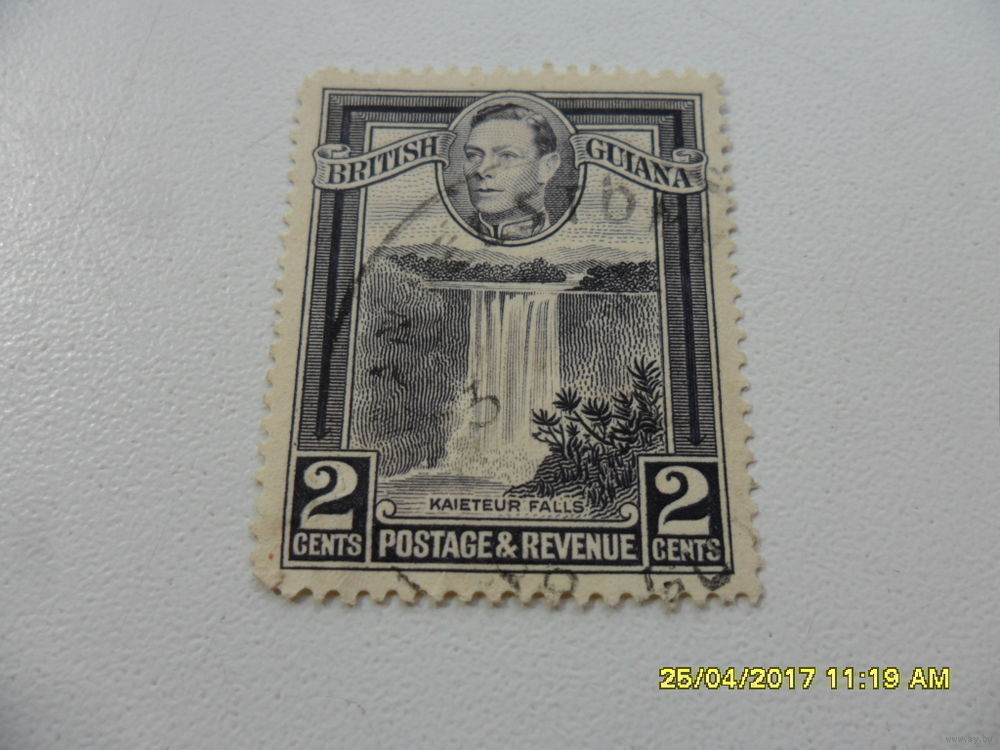 BRITISH GUIANA
KAIETEUR FALLS
2 CENTS POSTAGE & REVENUE 2 CENTS
25/04/2017 11:19 AM